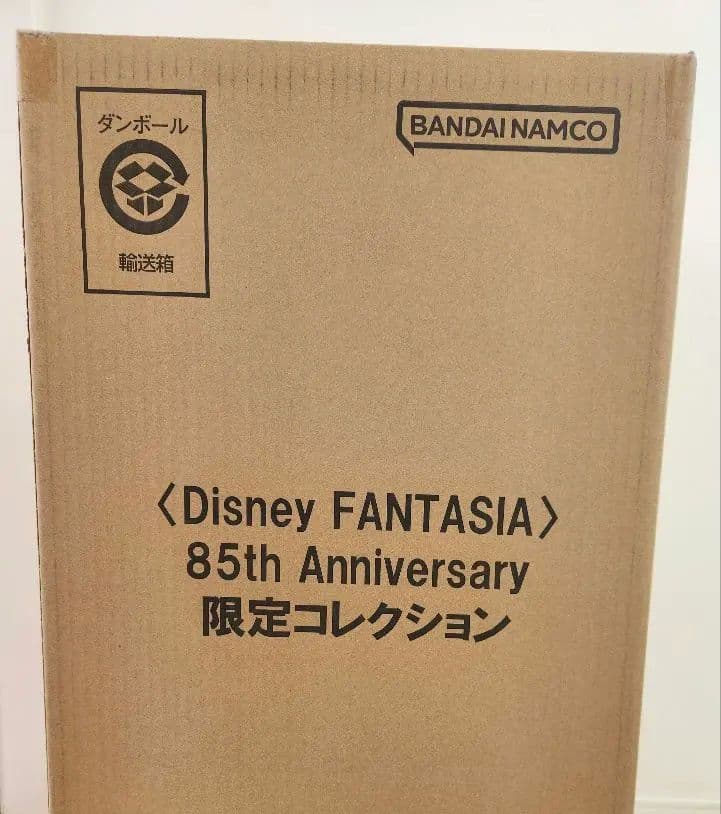 ダンボール
輸送箱
BANDAI NAMCO
〈Disney FANTASIA〉
85th Anniversary
限定コレクション